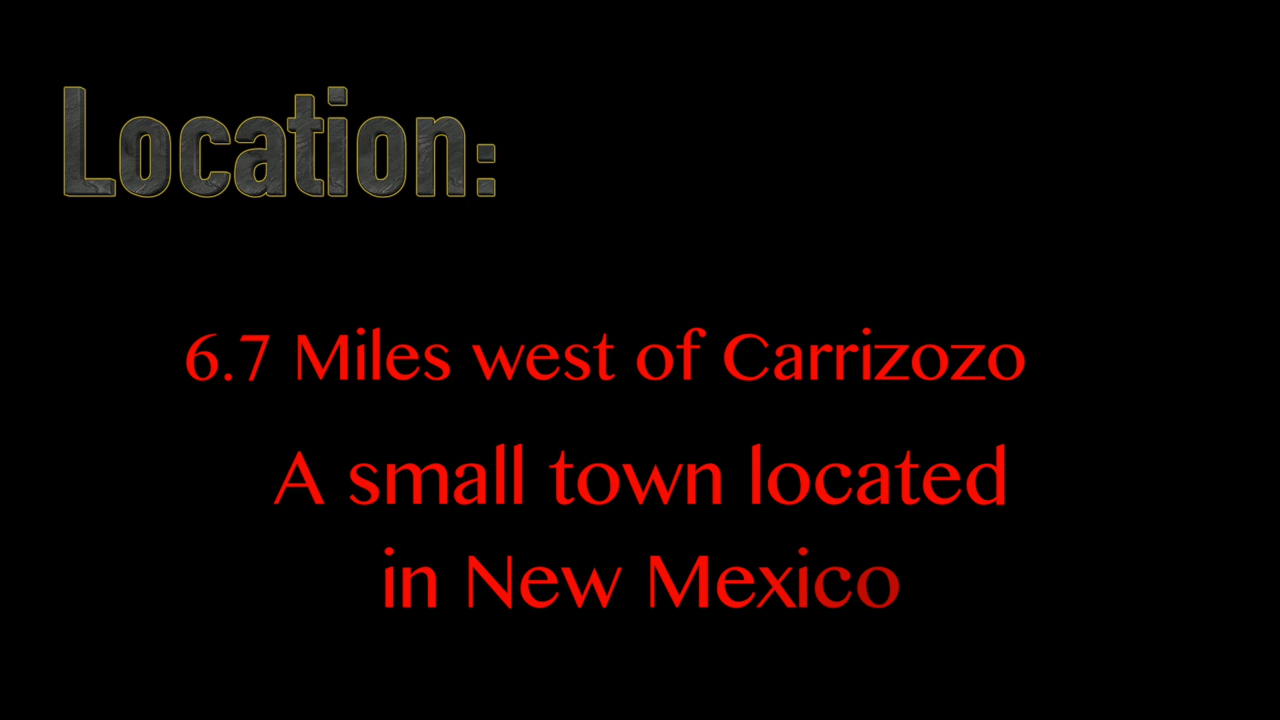 Location:
6.7 Miles west of Carrizozo
A small town located
in New Mexico